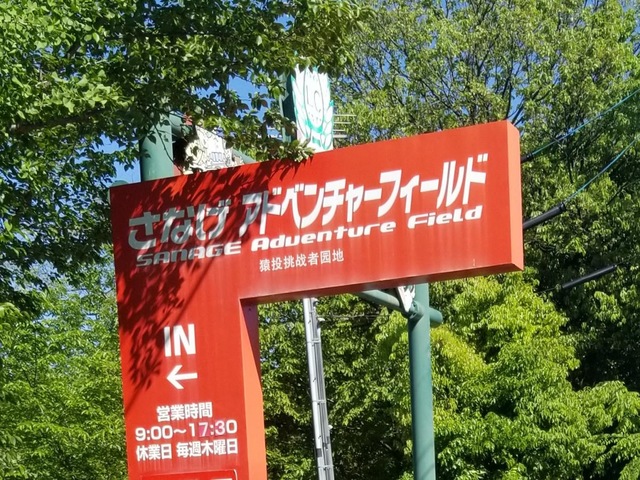 さなげ アドベンチャーフィールド
SANAGE Adventure Field
猿投挑战者园地
IN
←
営業時間
9:00〜17:30
休業日 毎週木曜日